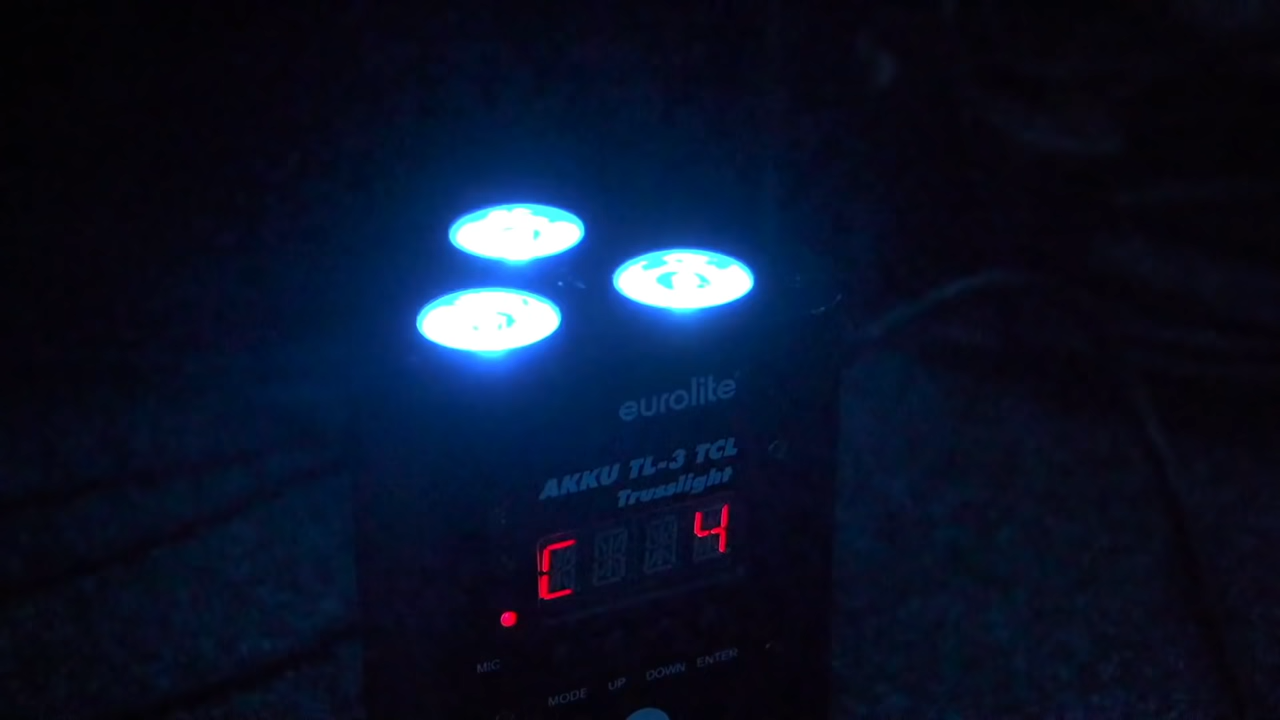 eurolite®
AKKU TL-3 TCL
Trusslight
C 4
MIC
MODE UP DOWN ENTER